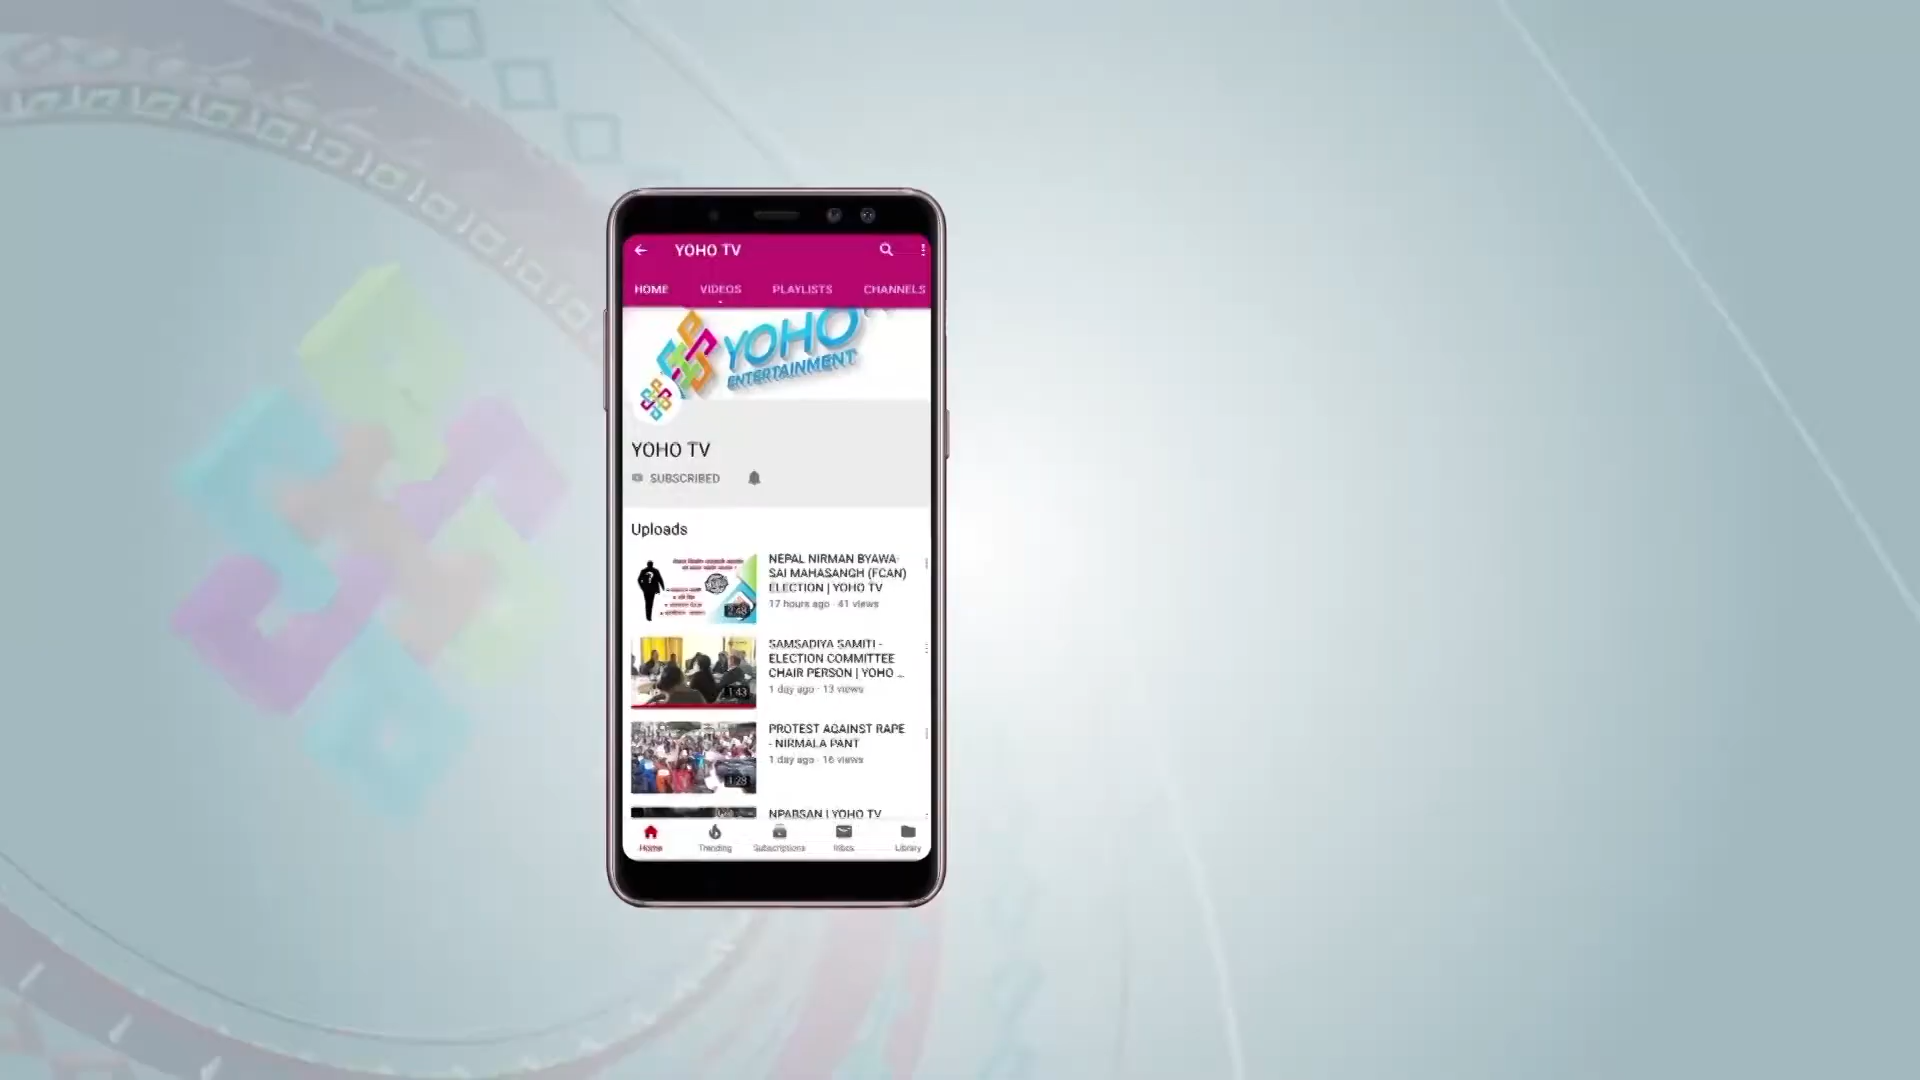 YOHO TV
HOME VIDEOS PLAYLISTS CHANNELS
YOHO
ENTERTAINMENT
YOHO TV
SUBSCRIBED
Uploads
NEPAL NIRMAN BYAWA-
SAI MAHASANGH (FCAN)
ELECTION | YOHO TV
17 hours ago · 41 views
2:48
SAMSADIYA SAMITI -
ELECTION COMMITTEE
CHAIR PERSON | YOHO ...
1 day ago · 13 views
1:43
PROTEST AGAINST RAPE
- NIRMALA PANT
1 day ago · 16 views
1:23
NPABSAN | YOHO TV
Home Trending Subscriptions Inbox Library